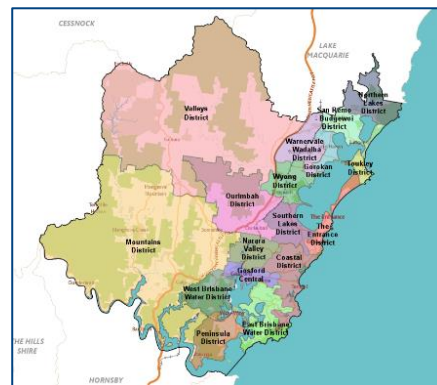 CESSNOCK
LAKE
MACQUARIE
Valleys
District
Northern
Lakes
District
San Remo
Budgewoi
District
Warnervale
Wadalba
District
Gorokan District
Toukley
District
Wyong
District
Ourimbah
District
Southern
Lakes
District
The Entrance
The
Entrance
District
Mountains
District
Narara
Valley
District
Coastal
District
Gosford
Central
West Brisbane
Water District
East Brisbane
Water District
Peninsula
District
THE HILLS
SHIRE
HORNSBY